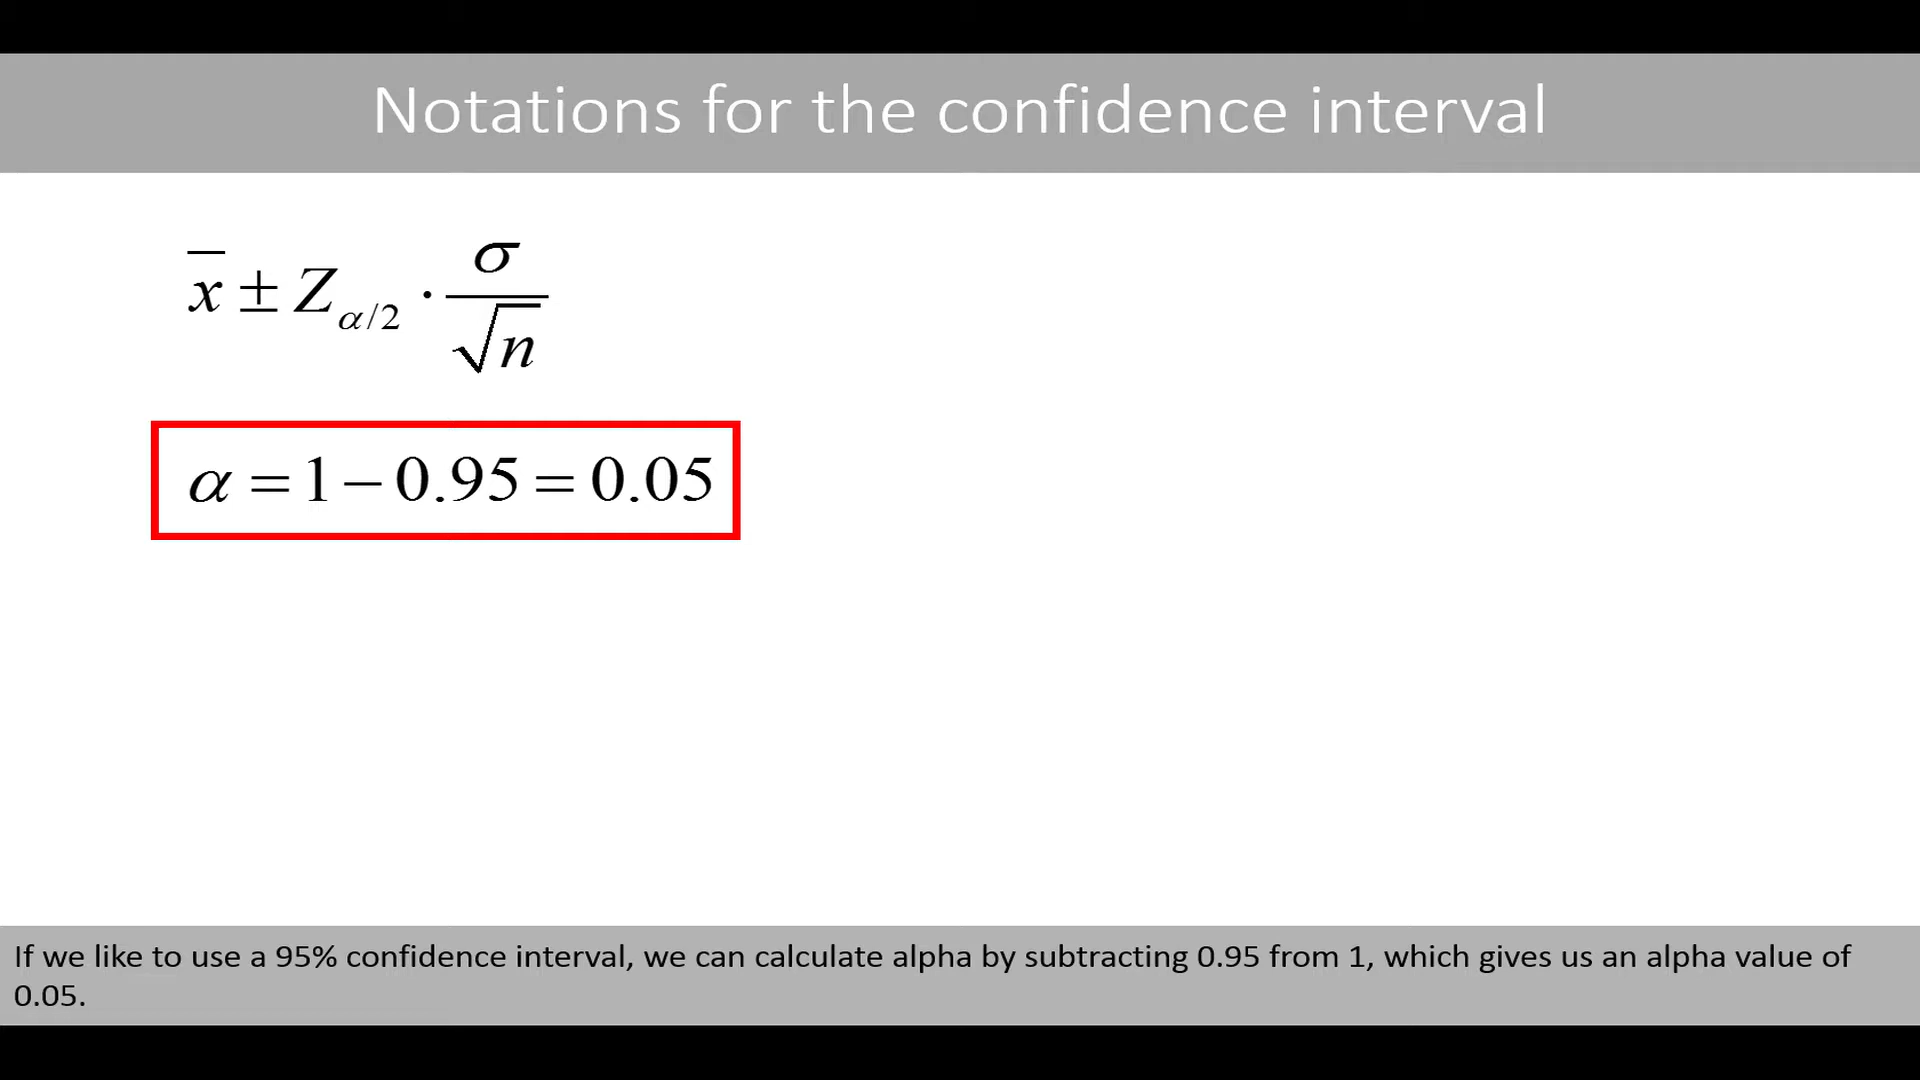 Notations for the confidence interval
x̄ ± Z_{α/2} · σ/√n
α = 1 − 0.95 = 0.05
If we like to use a 95% confidence interval, we can calculate alpha by subtracting 0.95 from 1, which gives us an alpha value of
0.05.